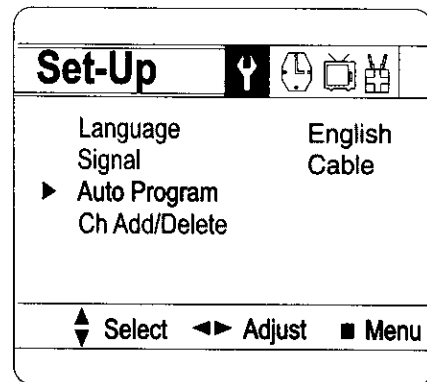 Set-Up
Language English
Signal Cable
▶ Auto Program
Ch Add/Delete
▲▼ Select ◀▶ Adjust ■ Menu